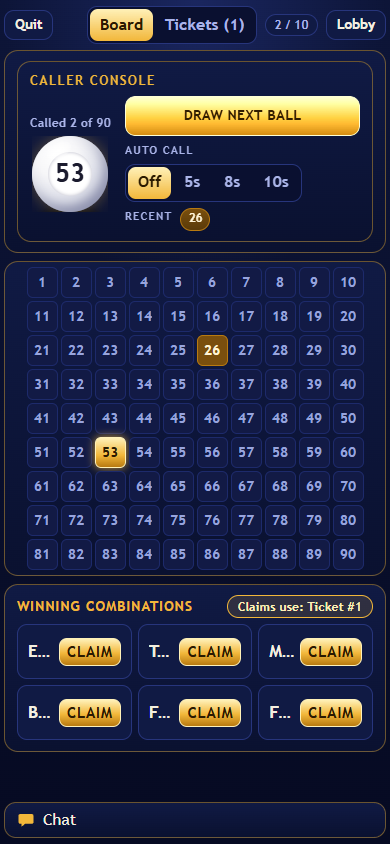 Quit Board Tickets (1) 2 / 10 Lobby
CALLER CONSOLE
Called 2 of 90
53
DRAW NEXT BALL
AUTO CALL
Off 5s 8s 10s
RECENT 26
1 2 3 4 5 6 7 8 9 10
11 12 13 14 15 16 17 18 19 20
21 22 23 24 25 26 27 28 29 30
31 32 33 34 35 36 37 38 39 40
41 42 43 44 45 46 47 48 49 50
51 52 53 54 55 56 57 58 59 60
61 62 63 64 65 66 67 68 69 70
71 72 73 74 75 76 77 78 79 80
81 82 83 84 85 86 87 88 89 90
WINNING COMBINATIONS Claims use: Ticket #1
E... CLAIM T... CLAIM M... CLAIM
B... CLAIM F... CLAIM F... CLAIM
Chat